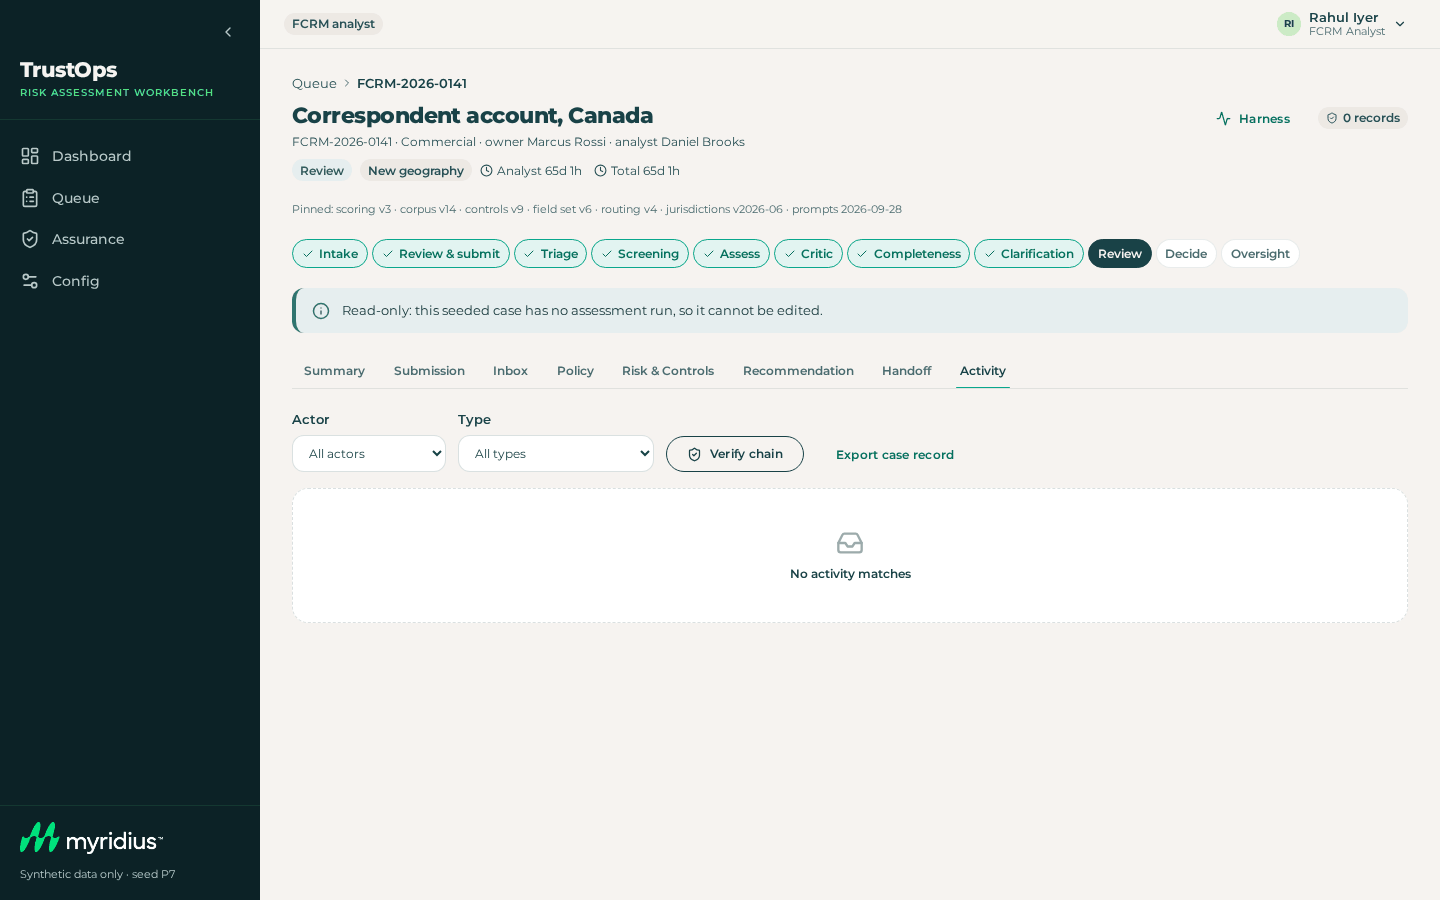 FCRM analyst
RI
Rahul Iyer
FCRM Analyst
TrustOps
RISK ASSESSMENT WORKBENCH
Dashboard
Queue
Assurance
Config
Queue > FCRM-2026-0141
Correspondent account, Canada
Harness
0 records
FCRM-2026-0141 · Commercial · owner Marcus Rossi · analyst Daniel Brooks
Review
New geography
Analyst 65d 1h
Total 65d 1h
Pinned: scoring v3 · corpus v14 · controls v9 · field set v6 · routing v4 · jurisdictions v2026-06 · prompts 2026-09-28
Intake
Review & submit
Triage
Screening
Assess
Critic
Completeness
Clarification
Review
Decide
Oversight
Read-only: this seeded case has no assessment run, so it cannot be edited.
Summary
Submission
Inbox
Policy
Risk & Controls
Recommendation
Handoff
Activity
Actor
Type
All actors
All types
Verify chain
Export case record
No activity matches
myridius™
Synthetic data only · seed P7